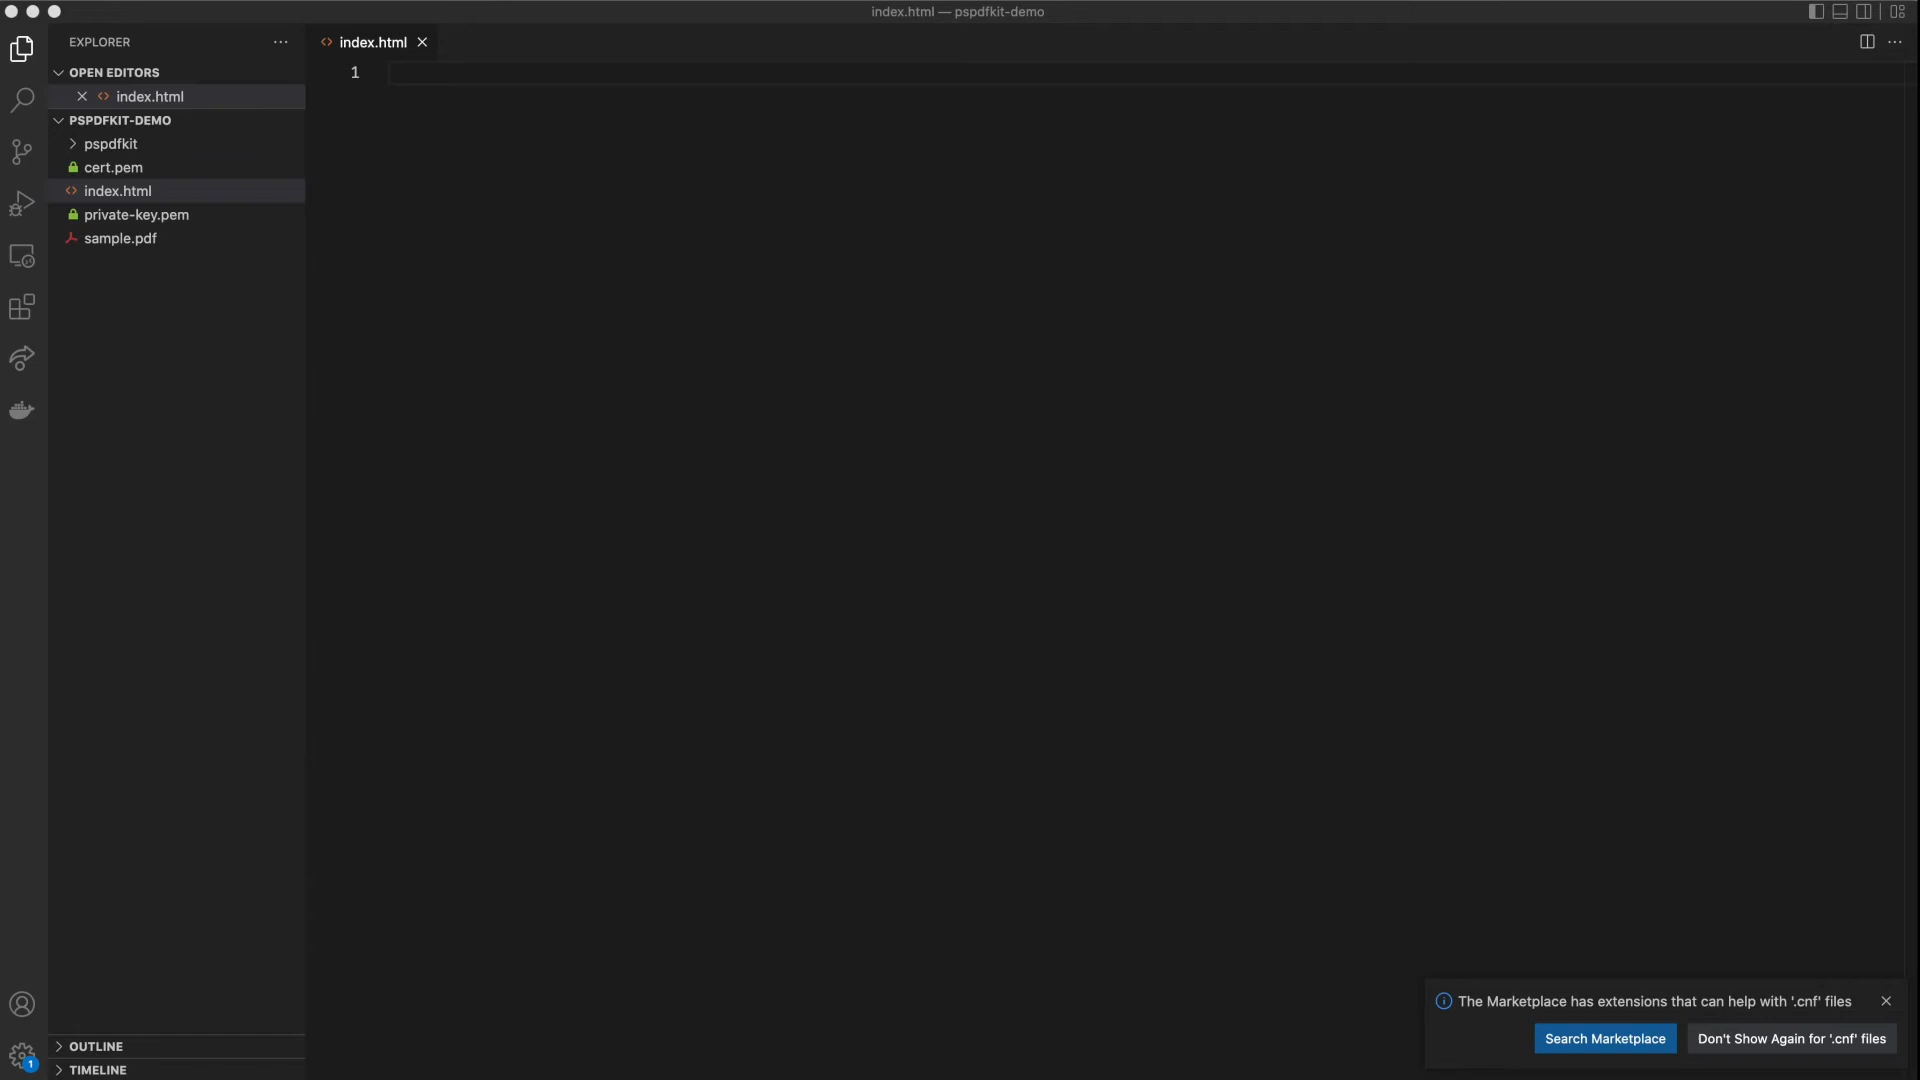 index.html — pspdfkit-demo
EXPLORER
index.html
OPEN EDITORS
index.html
PSPDFKIT-DEMO
pspdfkit
cert.pem
index.html
private-key.pem
sample.pdf
1
OUTLINE
TIMELINE
1
The Marketplace has extensions that can help with '.cnf' files
Search Marketplace
Don't Show Again for '.cnf' files